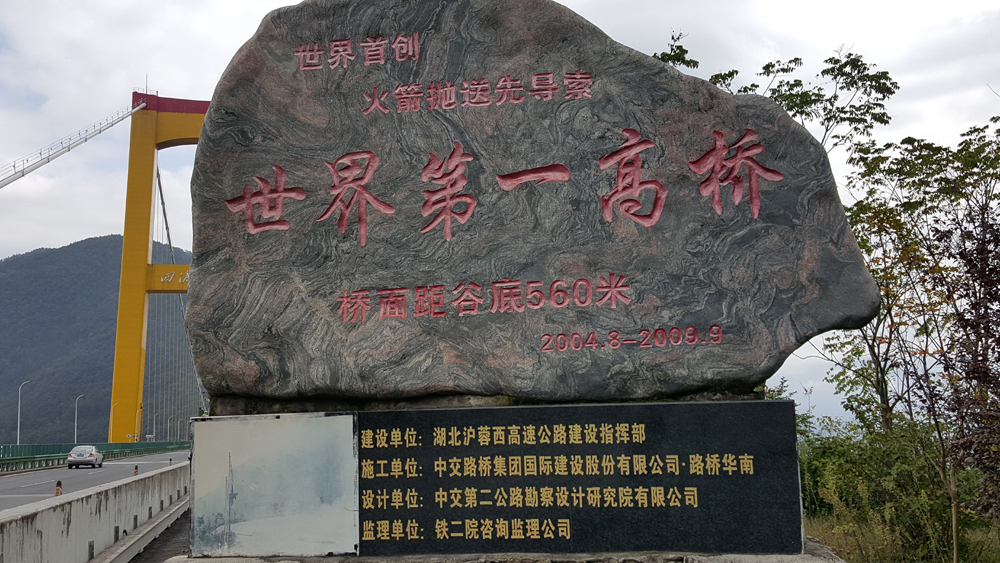 世界首创
火箭抛送先导索
世界第一高桥
桥面距谷底560米
2004.8-2009.9
建设单位：湖北沪蓉西高速公路建设指挥部
施工单位：中交路桥集团国际建设股份有限公司·路桥华南
设计单位：中交第二公路勘察设计研究院有限公司
监理单位：铁二院咨询监理公司